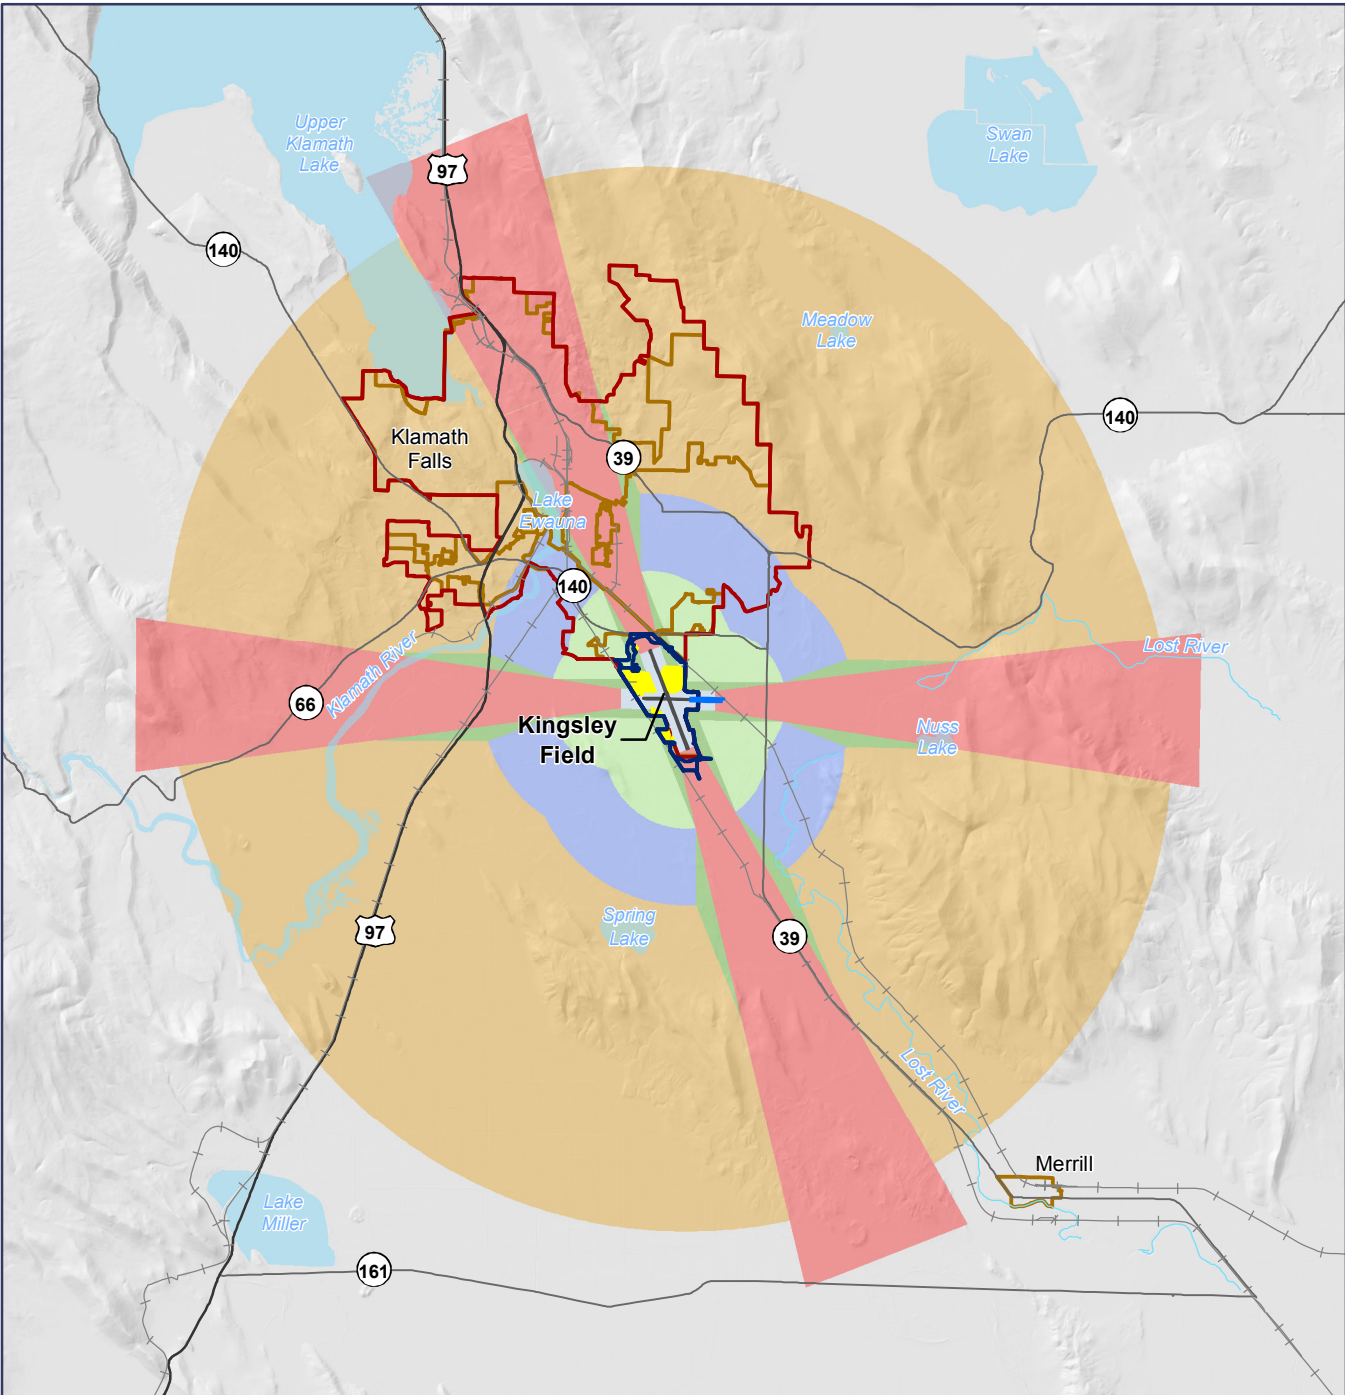 97
Upper
Klamath
Lake
Swan
Lake
140
Meadow
Lake
140
Klamath
Falls
39
Lake
Ewauna
140
Klamath River
Lost River
66
Kingsley
Field
Nuss
Lake
Spring
Lake
97
39
Lost River
Merrill
Lake
Miller
161